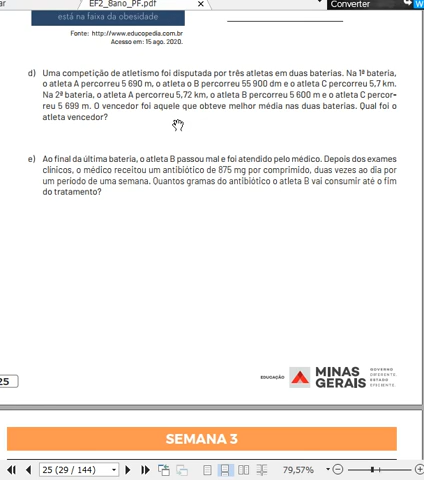 ar
EF2_8ano_PF.pdf
×
Converter
está na faixa da obesidade
Fonte: http://www.educopedia.com.br
Acesso em: 15 ago. 2020.
d) Uma competição de atletismo foi disputada por três atletas em duas baterias. Na 1ª bateria,
o atleta A percorreu 5 690 m, o atleta B percorreu 55 900 dm e o atleta C percorreu 5,7 km.
Na 2ª bateria, o atleta A percorreu 5,72 km, o atleta B percorreu 5 600 m e o atleta C percor-
reu 5 699 m. O vencedor foi aquele que obteve melhor média nas duas baterias. Qual foi o
atleta vencedor?
e) Ao final da última bateria, o atleta B passou mal e foi atendido pelo médico. Depois dos exames
clínicos, o médico receitou um antibiótico de 875 mg por comprimido, duas vezes ao dia por
um período de uma semana. Quantos gramas do antibiótico o atleta B vai consumir até o fim
do tratamento?
25
EDUCAÇÃO
MINAS
GERAIS
GOVERNO
DIFERENTE.
ESTADO
EFICIENTE.
SEMANA 3
25 (29 / 144)
79,57%